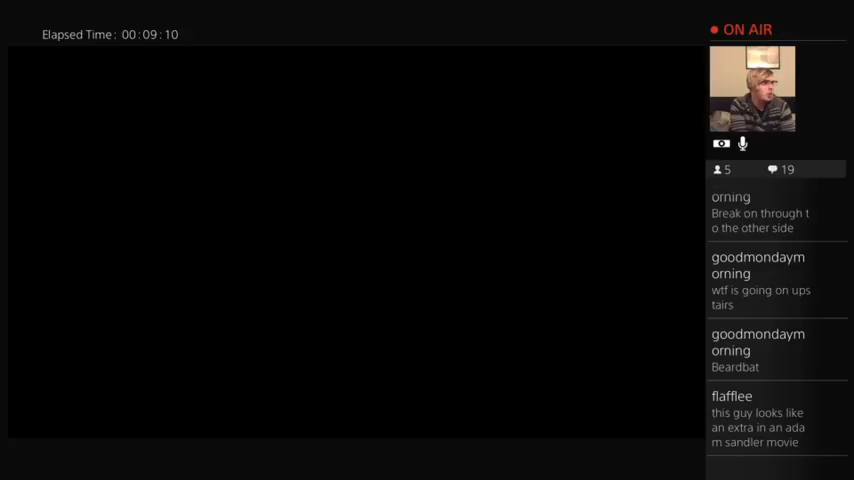 Elapsed Time: 00:09:10
ON AIR
5 19
orning
Break on through t
o the other side
goodmondaym
orning
wtf is going on ups
tairs
goodmondaym
orning
Beardbat
flafflee
this guy looks like
an extra in an ada
m sandler movie